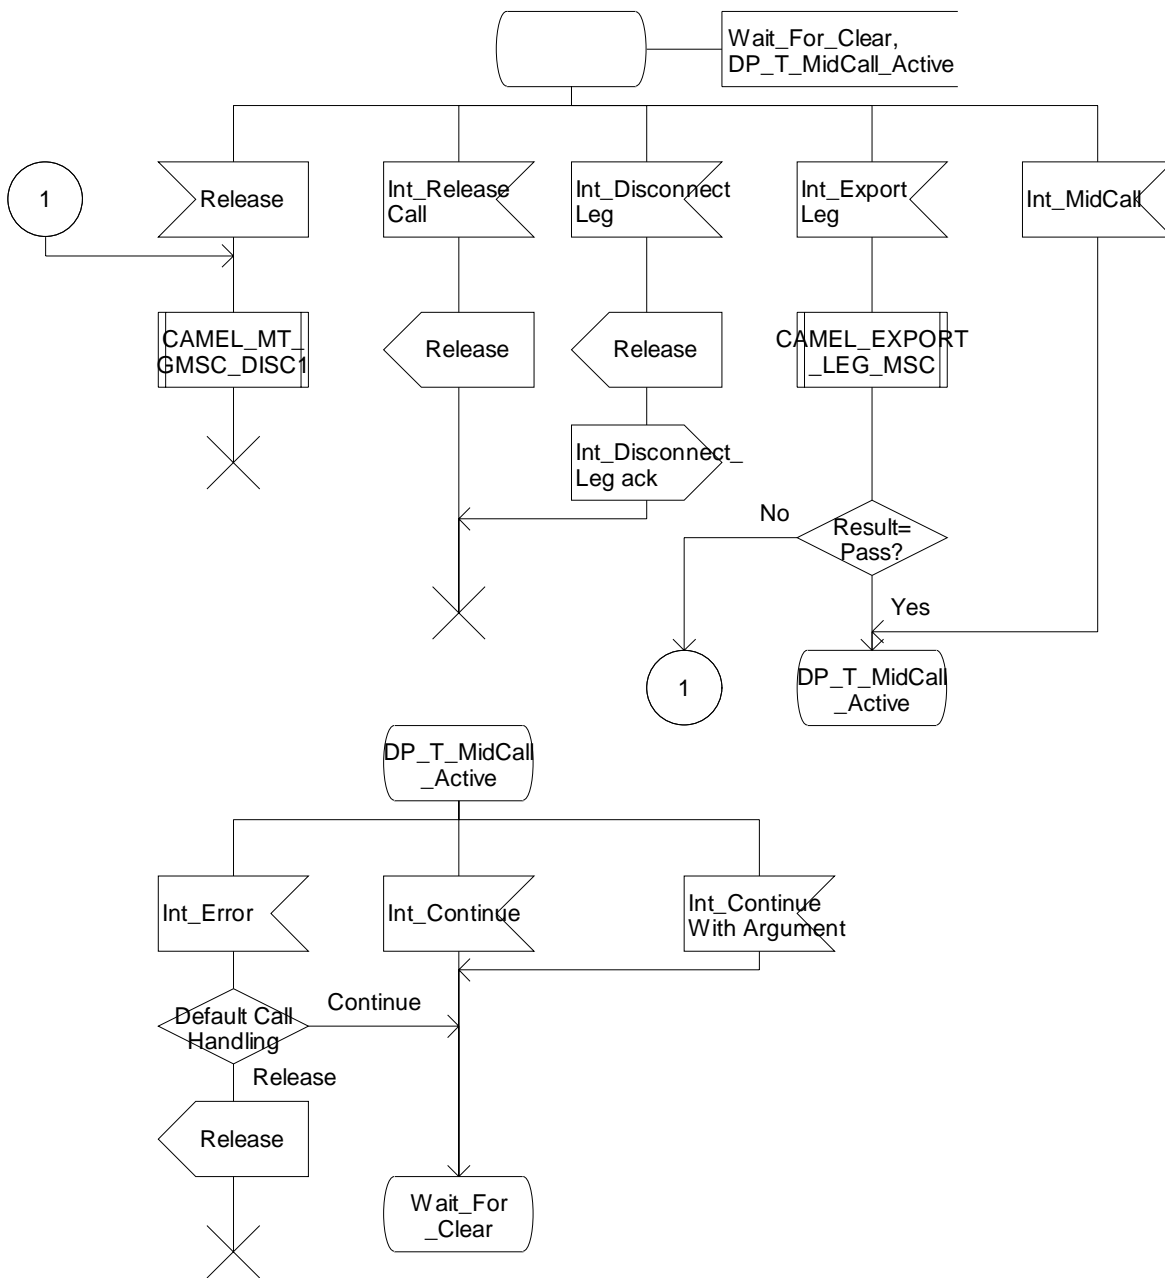 Wait_For_Clear,
DP_T_MidCall_Active
1
Release
Int_Release
Call
Int_Disconnect
Leg
Int_Export
Leg
Int_MidCall
CAMEL_MT_
GMSC_DISC1
Release
Release
CAMEL_EXPORT
_LEG_MSC
Int_Disconnect_
Leg ack
No
Result=
Pass?
Yes
1
DP_T_MidCall
_Active
DP_T_MidCall
_Active
Int_Error
Int_Continue
Int_Continue
With Argument
Default Call
Handling
Continue
Release
Release
Wait_For
_Clear